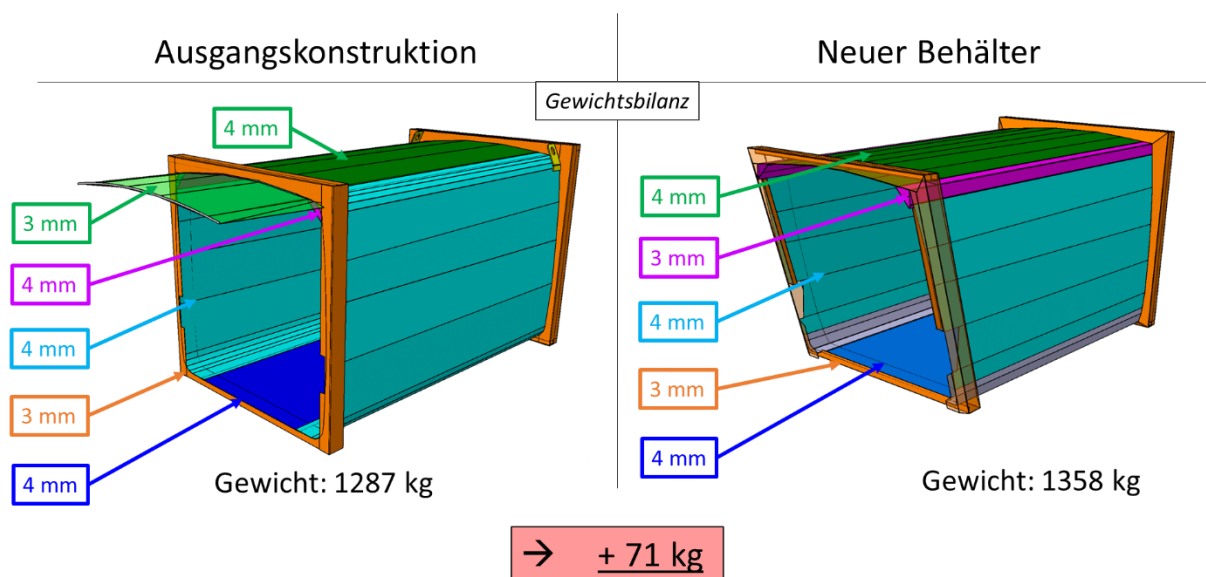 Ausgangskonstruktion
Neuer Behälter
Gewichtsbilanz
4 mm
3 mm
4 mm
4 mm
3 mm
4 mm
Gewicht: 1287 kg
4 mm
3 mm
4 mm
3 mm
4 mm
Gewicht: 1358 kg
→ + 71 kg